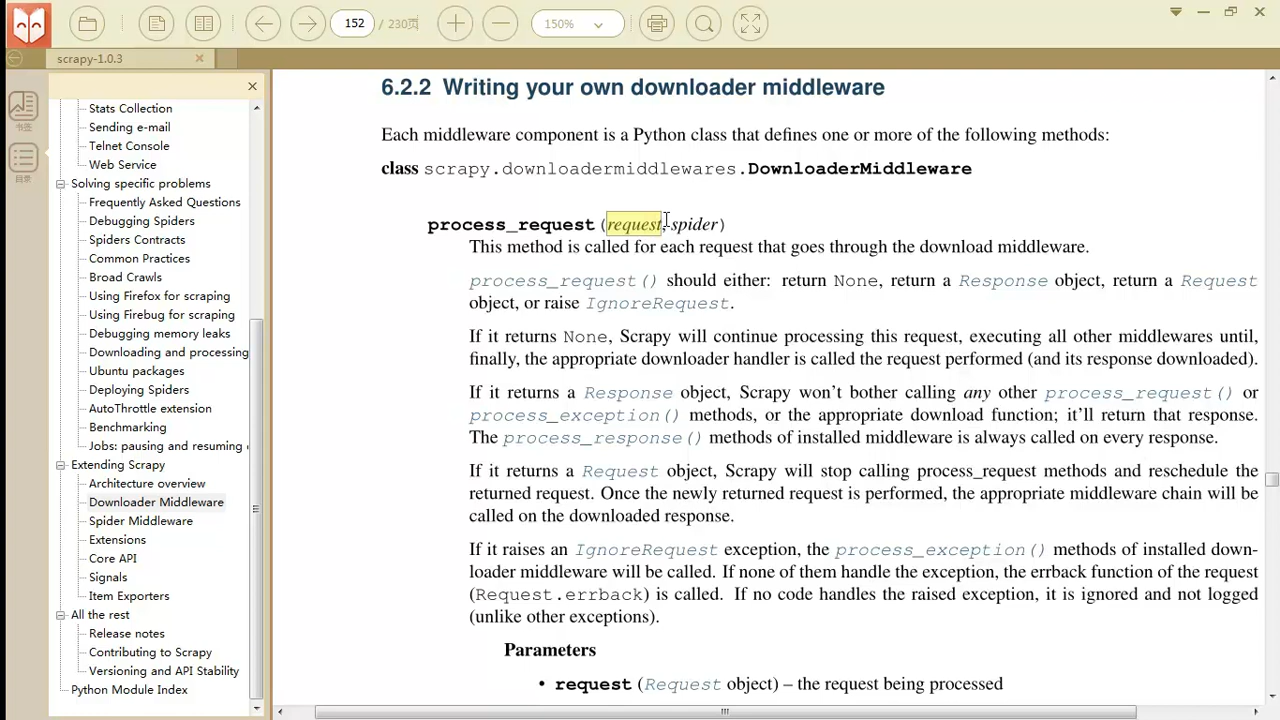 152 / 230页
150%
scrapy-1.0.3
书签
目录
Stats Collection
Sending e-mail
Telnet Console
Web Service
Solving specific problems
Frequently Asked Questions
Debugging Spiders
Spiders Contracts
Common Practices
Broad Crawls
Using Firefox for scraping
Using Firebug for scraping
Debugging memory leaks
Downloading and processing
Ubuntu packages
Deploying Spiders
AutoThrottle extension
Benchmarking
Jobs: pausing and resuming
Extending Scrapy
Architecture overview
Downloader Middleware
Spider Middleware
Extensions
Core API
Signals
Item Exporters
All the rest
Release notes
Contributing to Scrapy
Versioning and API Stability
Python Module Index
6.2.2 Writing your own downloader middleware
Each middleware component is a Python class that defines one or more of the following methods:
class scrapy.downloadermiddlewares.DownloaderMiddleware
process_request (request, spider)
This method is called for each request that goes through the download middleware.
process_request() should either: return None, return a Response object, return a Request
object, or raise IgnoreRequest.
If it returns None, Scrapy will continue processing this request, executing all other middlewares until,
finally, the appropriate downloader handler is called the request performed (and its response downloaded).
If it returns a Response object, Scrapy won't bother calling any other process_request() or
process_exception() methods, or the appropriate download function; it'll return that response.
The process_response() methods of installed middleware is always called on every response.
If it returns a Request object, Scrapy will stop calling process_request methods and reschedule the
returned request. Once the newly returned request is performed, the appropriate middleware chain will be
called on the downloaded response.
If it raises an IgnoreRequest exception, the process_exception() methods of installed down-
loader middleware will be called. If none of them handle the exception, the errback function of the request
(Request.errback) is called. If no code handles the raised exception, it is ignored and not logged
(unlike other exceptions).
Parameters
• request (Request object) – the request being processed